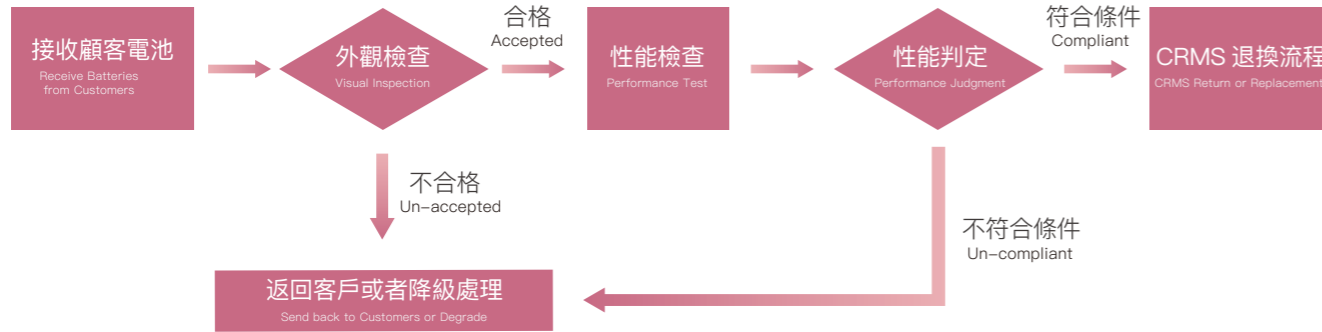 接收顧客電池
Receive Batteries
from Customers
外觀檢查
Visual Inspection
合格
Accepted
性能檢查
Performance Test
性能判定
Performance Judgment
符合條件
Compliant
CRMS 退換流程
CRMS Return or Replacement
不合格
Un-accepted
不符合條件
Un-compliant
返回客戶或者降級處理
Send back to Customers or Degrade